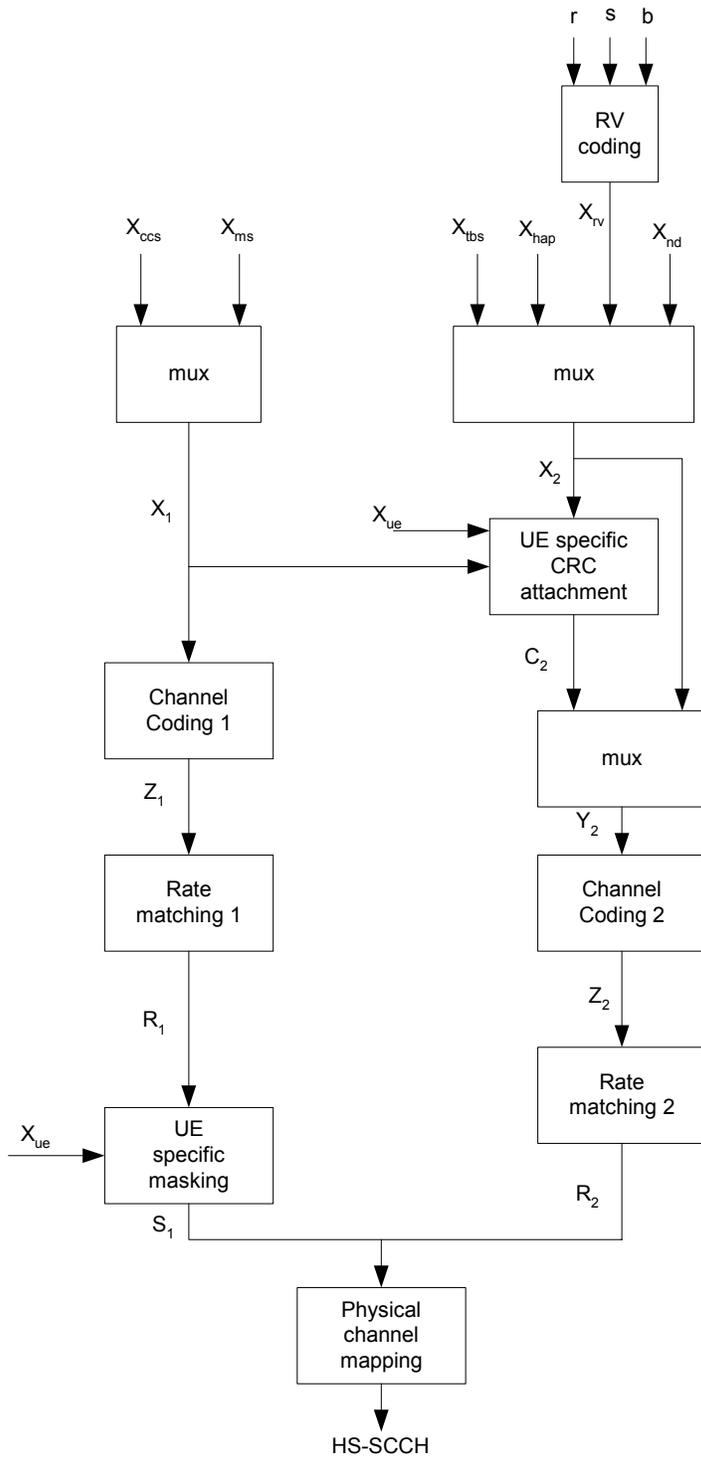 r s b
RV
coding
X_rv
X_ccs X_ms X_tbs X_hap X_nd
mux mux
X_1 X_2
X_ue
UE specific
CRC
attachment
C_2
Channel
Coding 1
mux
Z_1 Y_2
Rate
matching 1
Channel
Coding 2
R_1 Z_2
Rate
matching 2
X_ue
UE
specific
masking
S_1 R_2
Physical
channel
mapping
HS-SCCH